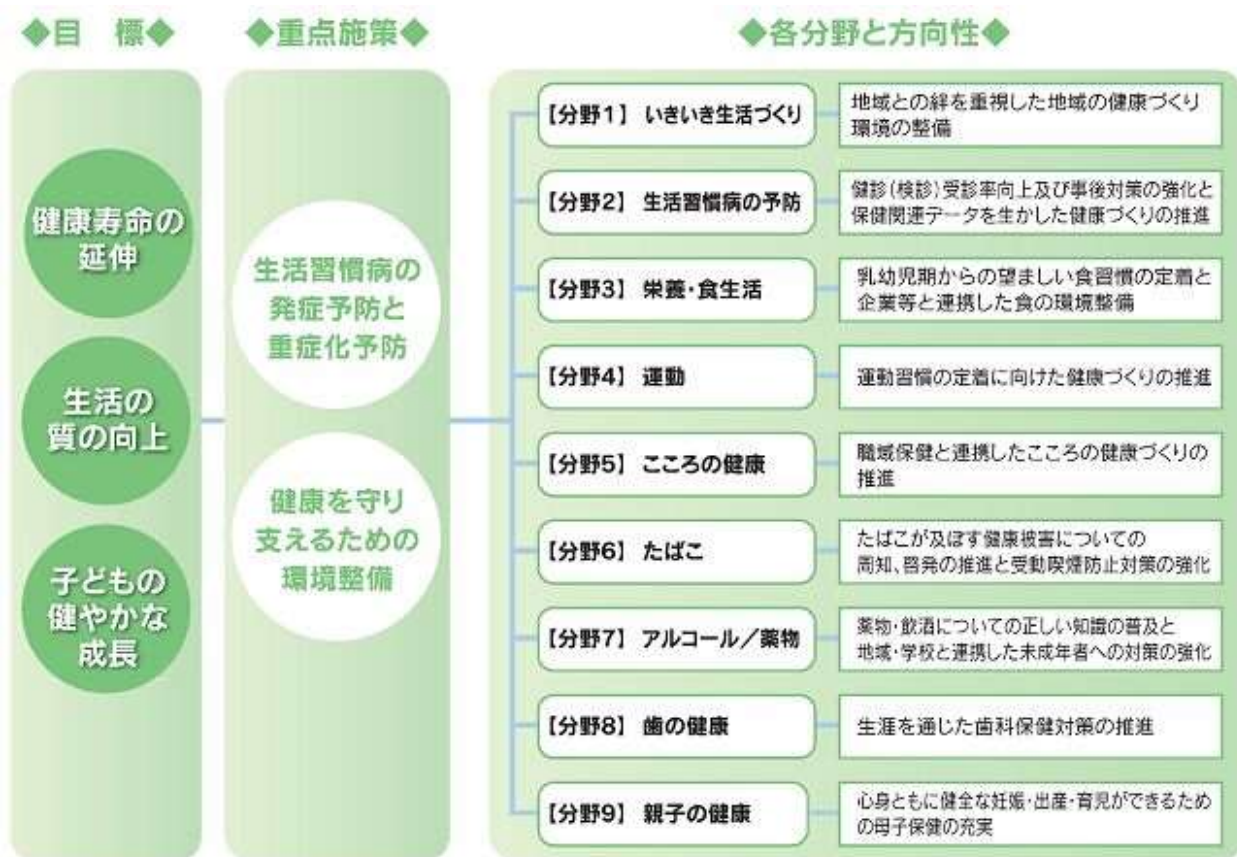 ◆目　標◆
健康寿命の
延伸
生活の
質の向上
子どもの
健やかな
成長
◆重点施策◆
生活習慣病の
発症予防と
重症化予防
健康を守り
支えるための
環境整備
◆各分野と方向性◆
【分野1】 いきいき生活づくり
地域との絆を重視した地域の健康づくり
環境の整備
【分野2】 生活習慣病の予防
健診(検診)受診率向上及び事後対策の強化と
保健関連データを生かした健康づくりの推進
【分野3】 栄養・食生活
乳幼児期からの望ましい食習慣の定着と
企業等と連携した食の環境整備
【分野4】 運動
運動習慣の定着に向けた健康づくりの推進
【分野5】 こころの健康
職域保健と連携したこころの健康づくりの
推進
【分野6】 たばこ
たばこが及ぼす健康被害についての
周知、啓発の推進と受動喫煙防止対策の強化
【分野7】 アルコール／薬物
薬物・飲酒についての正しい知識の普及と
地域・学校と連携した未成年者への対策の強化
【分野8】 歯の健康
生涯を通じた歯科保健対策の推進
【分野9】 親子の健康
心身ともに健全な妊娠・出産・育児ができるため
の母子保健の充実